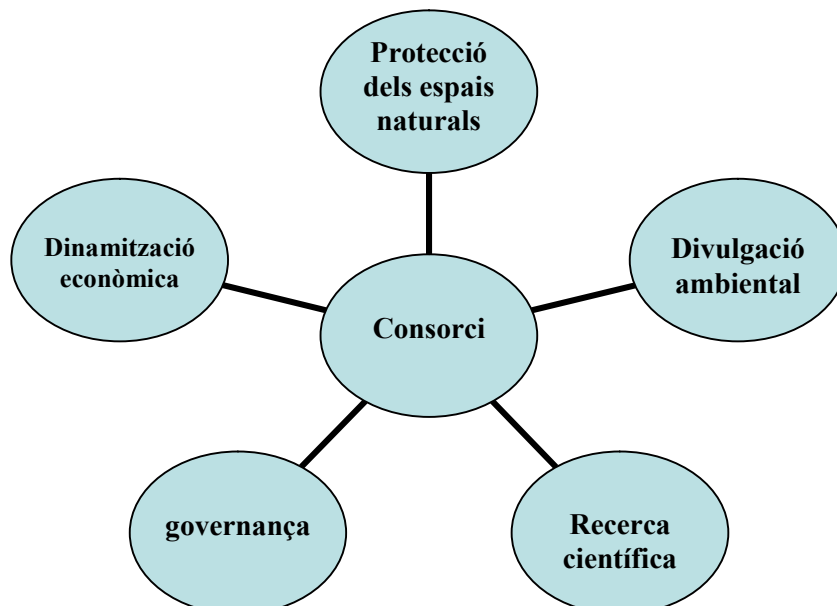 Protecció
dels espais
naturals
Dinamització
econòmica
Divulgació
ambiental
Consorci
governança
Recerca
científica